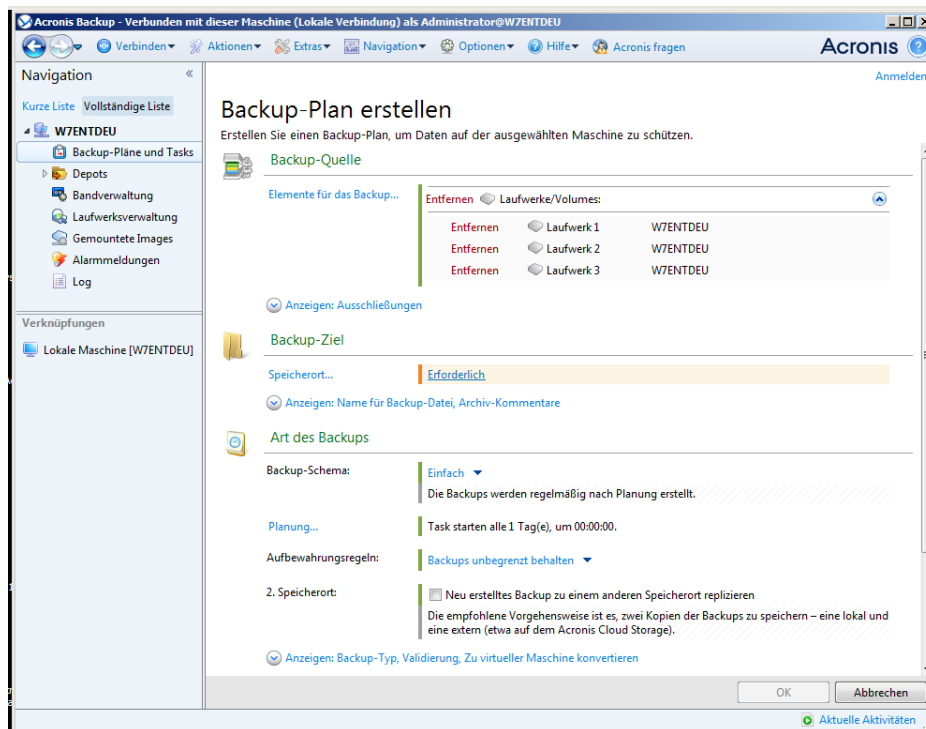 Acronis Backup - Verbunden mit dieser Maschine (Lokale Verbindung) als Administrator@W7ENTDEU
Verbinden Aktionen Extras Navigation Optionen Hilfe Acronis fragen Acronis
Navigation
Kurze Liste Vollständige Liste
W7ENTDEU
Backup-Pläne und Tasks
Depots
Bandverwaltung
Laufwerksverwaltung
Gemountete Images
Alarmmeldungen
Log
Verknüpfungen
Lokale Maschine [W7ENTDEU]
Anmelden
Backup-Plan erstellen
Erstellen Sie einen Backup-Plan, um Daten auf der ausgewählten Maschine zu schützen.
Backup-Quelle
Elemente für das Backup... Entfernen Laufwerke/Volumes:
Entfernen Laufwerk 1 W7ENTDEU
Entfernen Laufwerk 2 W7ENTDEU
Entfernen Laufwerk 3 W7ENTDEU
Anzeigen: Ausschließungen
Backup-Ziel
Speicherort... Erforderlich
Anzeigen: Name für Backup-Datei, Archiv-Kommentare
Art des Backups
Backup-Schema: Einfach
Die Backups werden regelmäßig nach Planung erstellt.
Planung... Task starten alle 1 Tag(e), um 00:00:00.
Aufbewahrungsregeln: Backups unbegrenzt behalten
2. Speicherort: Neu erstelltes Backup zu einem anderen Speicherort replizieren
Die empfohlene Vorgehensweise ist es, zwei Kopien der Backups zu speichern – eine lokal und
eine extern (etwa auf dem Acronis Cloud Storage).
Anzeigen: Backup-Typ, Validierung, Zu virtueller Maschine konvertieren
OK Abbrechen
Aktuelle Aktivitäten